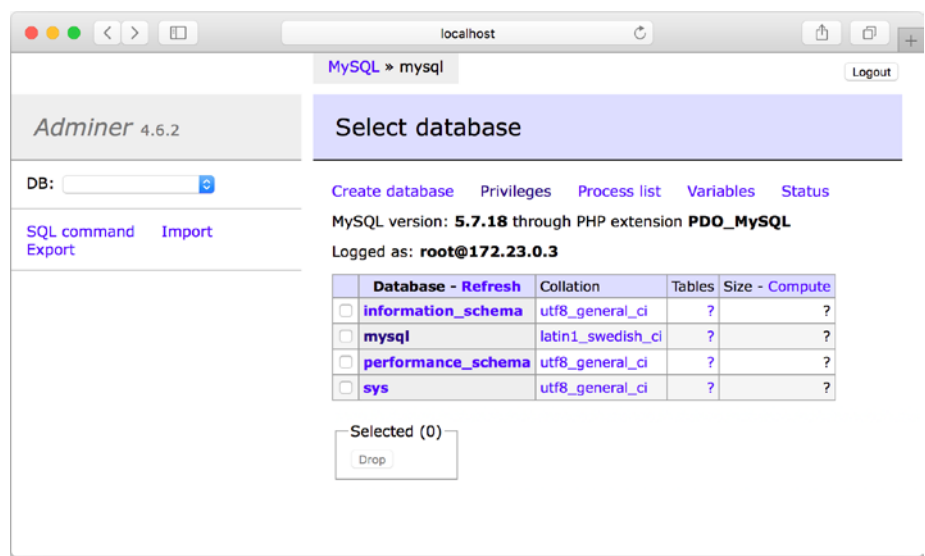 localhost
MySQL » mysql
Logout
Adminer 4.6.2
Select database
DB:
Create database Privileges Process list Variables Status
SQL command Import
Export
MySQL version: 5.7.18 through PHP extension PDO_MySQL
Logged as: root@172.23.0.3
Database - Refresh Collation Tables Size - Compute
information_schema utf8_general_ci ? ?
mysql latin1_swedish_ci ? ?
performance_schema utf8_general_ci ? ?
sys utf8_general_ci ? ?
Selected (0)
Drop